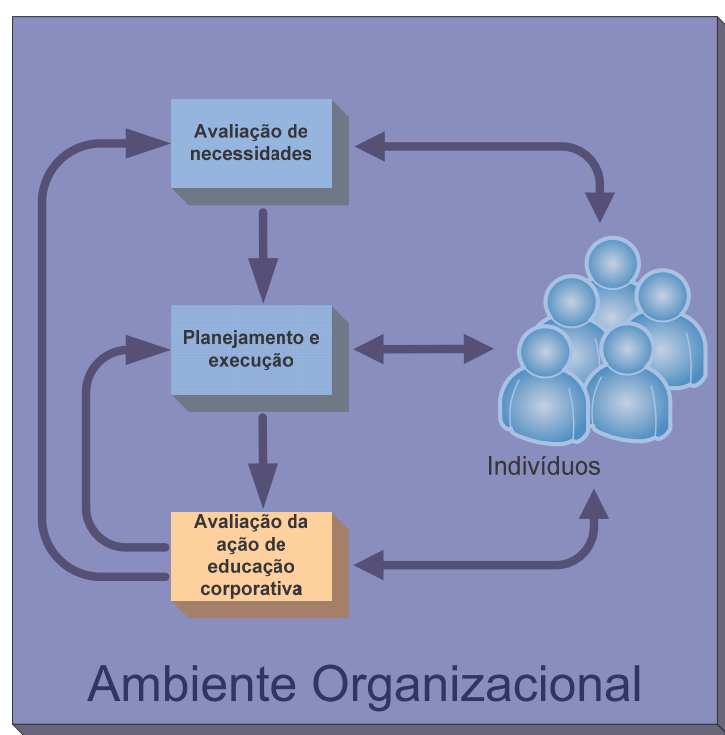 Avaliação de
necessidades
Planejamento e
execução
Indivíduos
Avaliação da
ação de
educação
corporativa
Ambiente Organizacional